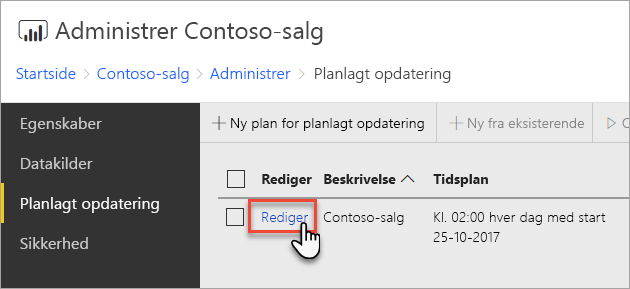 Administrer Contoso-salg
Startside > Contoso-salg > Administrer > Planlagt opdatering
Egenskaber
Datakilder
Planlagt opdatering
Sikkerhed
+ Ny plan for planlagt opdatering
+ Ny fra eksisterende
Rediger Beskrivelse Tidsplan
Rediger Contoso-salg Kl. 02:00 hver dag med start
25-10-2017